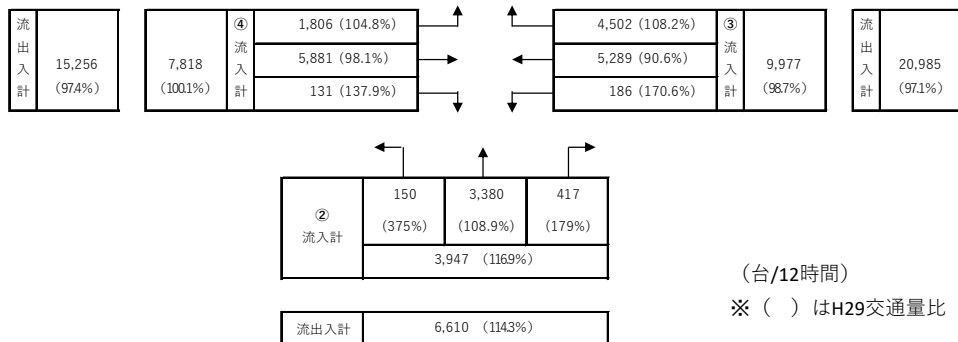 流出入計
15,256
(97.4%)
7,818
(100.1%)
④流入計
1,806 (104.8%)
5,881 (98.1%)
131 (137.9%)
4,502 (108.2%)
5,289 (90.6%)
186 (170.6%)
③流入計
9,977
(98.7%)
流出入計
20,985
(97.1%)
②
流入計
150
(375%)
3,380
(108.9%)
417
(179%)
3,947 (116.9%)
流出入計
6,610 (114.3%)
（台/12時間）
※（　）はH29交通量比